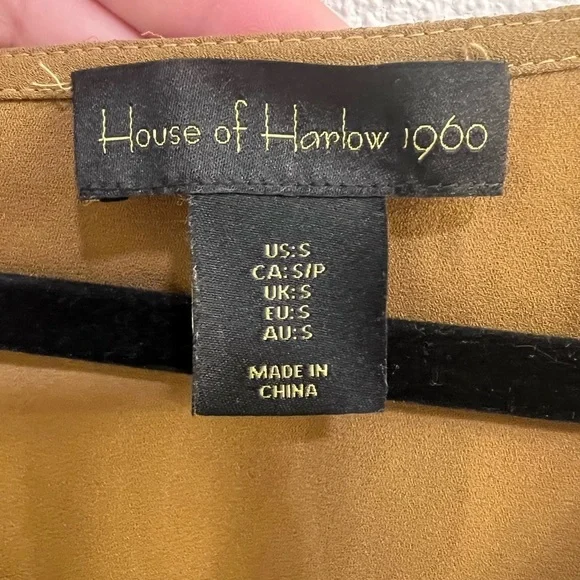 House of Harlow 1960
US: S
CA: S/P
UK: S
EU: S
AU: S
MADE IN
CHINA